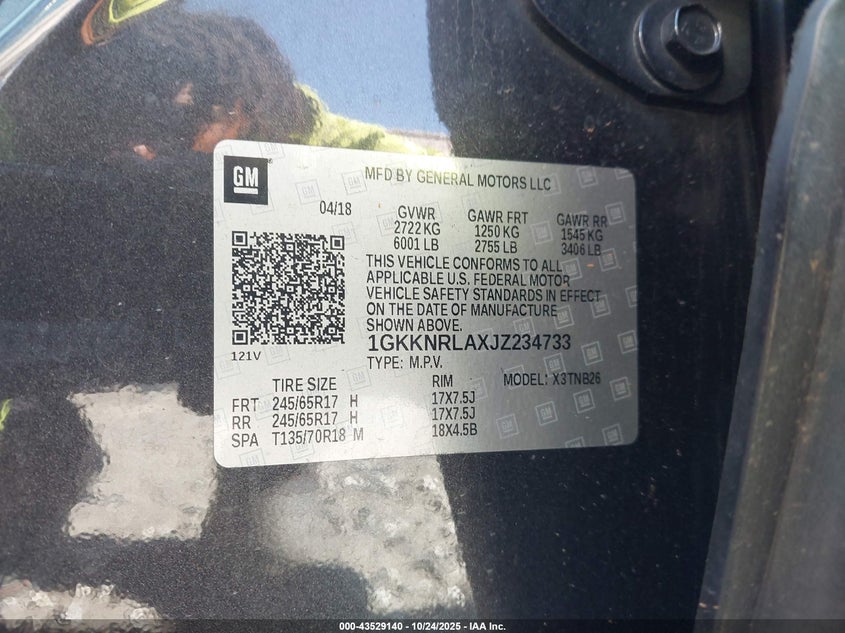 GM
MFD BY GENERAL MOTORS LLC
04/18 GVWR GAWR FRT GAWR RR
2722 KG 1250 KG 1545 KG
6001 LB 2755 LB 3406 LB
THIS VEHICLE CONFORMS TO ALL
APPLICABLE U.S. FEDERAL MOTOR
VEHICLE SAFETY STANDARDS IN EFFECT
ON THE DATE OF MANUFACTURE
SHOWN ABOVE.
1GKKNRLAXJZ234733
121V
TYPE: M.P.V.
TIRE SIZE RIM MODEL: X3TNB26
FRT 245/65R17 H 17X7.5J
RR 245/65R17 H 17X7.5J
SPA T135/70R18 M 18X4.5B
000-43529140 - 10/24/2025 - IAA Inc.